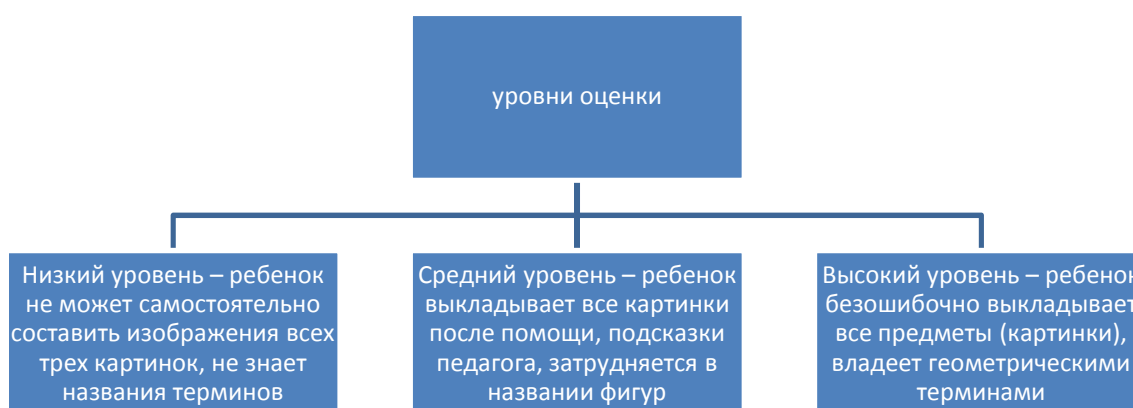 уровни оценки
Низкий уровень – ребенок
не может самостоятельно
составить изображения всех
трех картинок, не знает
названия терминов
Средний уровень – ребенок
выкладывает все картинки
после помощи, подсказки
педагога, затрудняется в
названии фигур
Высокий уровень – ребенок
безошибочно выкладывает
все предметы (картинки),
владеет геометрическими
терминами